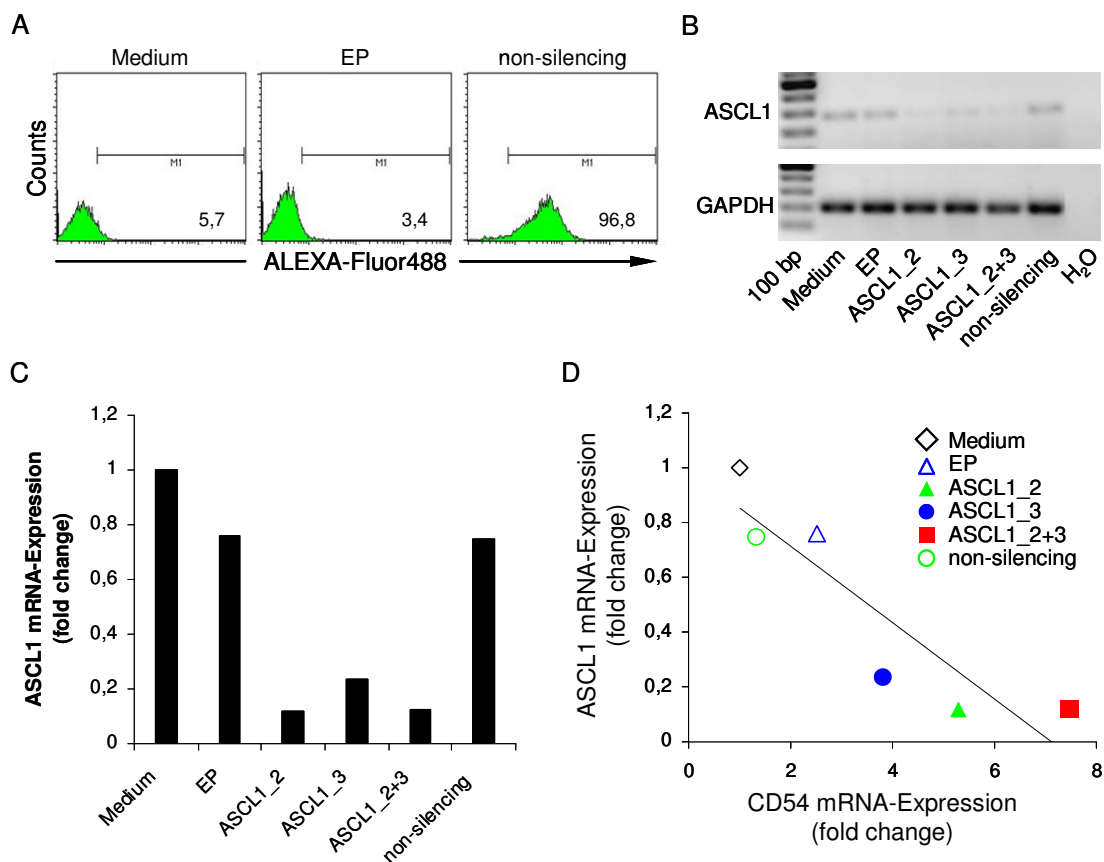 A
Medium
EP
non-silencing
Counts
M1
5,7
M1
3,4
M1
96,8
ALEXA-Fluor488
B
ASCL1
GAPDH
100 bp
Medium
EP
ASCL1_2
ASCL1_3
ASCL1_2+3
non-silencing
H2O
C
ASCL1 mRNA-Expression
(fold change)
1,2
1
0,8
0,6
0,4
0,2
0
Medium
EP
ASCL1_2
ASCL1_3
ASCL1_2+3
non-silencing
D
ASCL1 mRNA-Expression
(fold change)
1,2
1
0,8
0,6
0,4
0,2
0
Medium
EP
ASCL1_2
ASCL1_3
ASCL1_2+3
non-silencing
0 2 4 6 8
CD54 mRNA-Expression
(fold change)